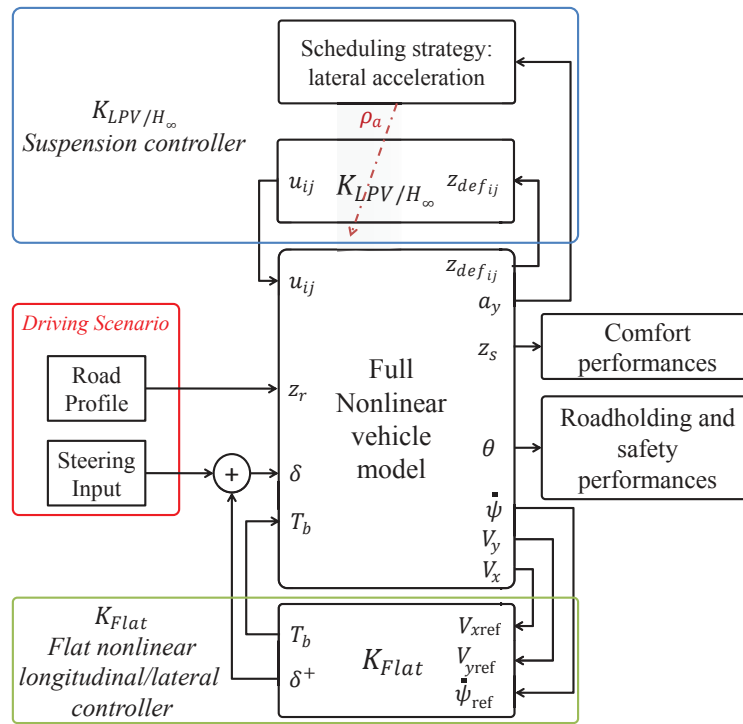 Scheduling strategy:
lateral acceleration
K_{LPV/H_∞}
Suspension controller
ρ_a
u_{ij}
K_{LPV/H_∞}
z_{def_{ij}}
z_{def_{ij}}
u_{ij}
a_y
Driving Scenario
z_s
Comfort
performances
Road
Profile
z_r
Full
Nonlinear
vehicle
model
Roadholding and
safety
performances
θ
Steering
Input
+
δ
T_b
ψ̈
V_y
V_x
K_{Flat}
Flat nonlinear
longitudinal/lateral
controller
T_b
δ⁺
K_{Flat}
V_{xref}
V_{yref}
ψ̈_{ref}